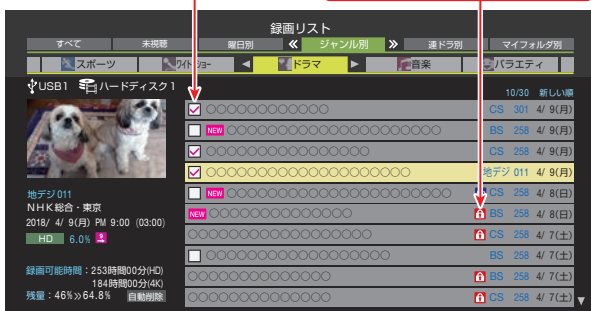 録画リスト
すべて 未視聴 曜日別 ≪ ジャンル別 ≫ 連ドラ別 マイフォルダ別
スポーツ ワイドショー ◀ ドラマ ▶ 音楽 バラエティ
USB1 ハードディスク1
10/30 新しい順
○○○○○○○○○○○○ CS 301 4/ 9(月)
NEW ○○○○○○○○○○○○○○○○○○○○ BS 258 4/ 9(月)
○○○○○○○○○○○○○○○ CS 258 4/ 9(月)
○○○○○○○○○○○○○○○○○○○ 地デジ 011 4/ 9(月)
NEW ○○○○○○○○○○○○○○○○○○○○○ CS 258 4/ 8(日)
NEW ○○○○○○○○○○○○○ BS 258 4/ 8(日)
○○○○○○○○○○○○○○○○○ CS 258 4/ 7(土)
○○○○○○○○○○○○○○○○ BS 258 4/ 7(土)
○○○○○○○○○○○○○ BS 258 4/ 7(土)
○○○○○○○○○○○○○ CS 258 4/ 7(土)
地デジ011
NHK総合・東京
2018/ 4/ 9(月) PM 9:00 (03:00)
HD 6.0%
録画可能時間：253時間00分(HD)
184時間00分(4K)
残量：46%≫64.8% 自動削除